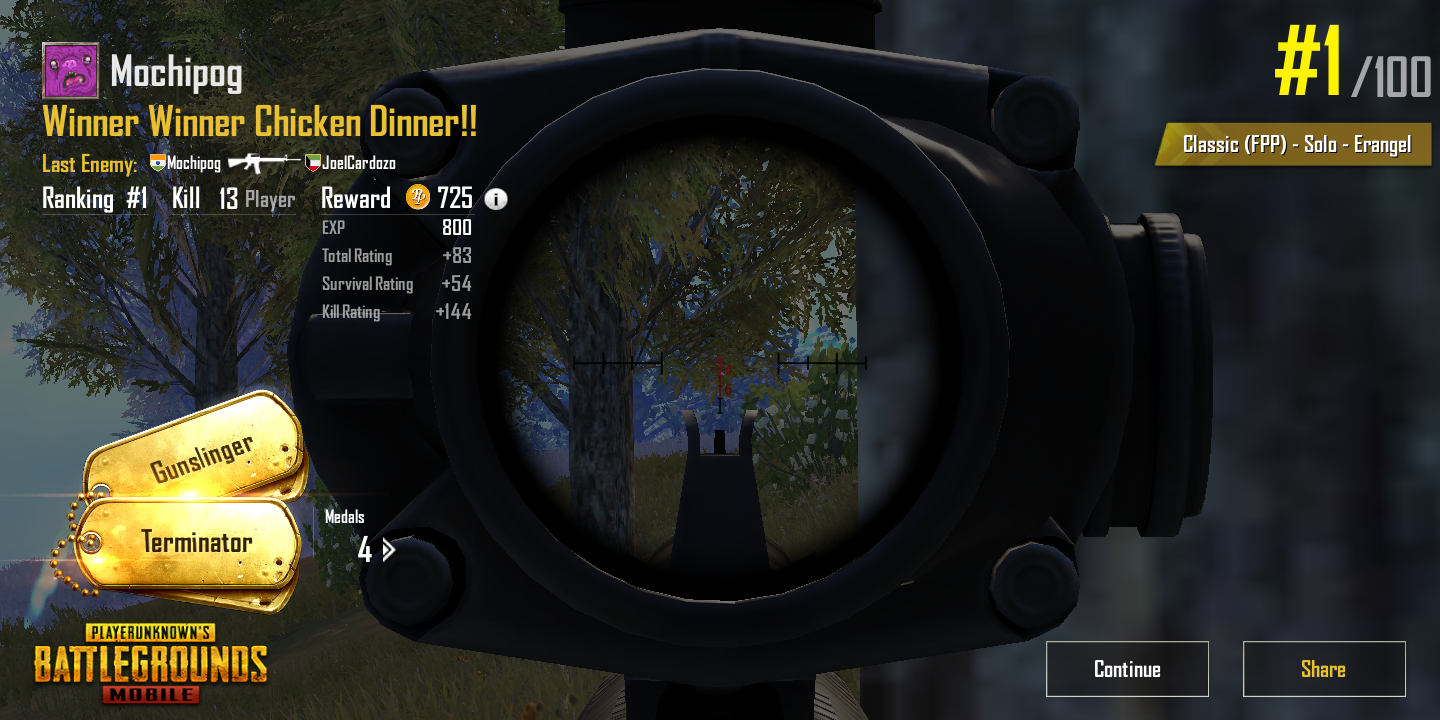 Mochipog
Winner Winner Chicken Dinner!!
Last Enemy: Mochipog JoelCardozo
Ranking #1 Kill 13 Player Reward 725
EXP 800
Total Rating +83
Survival Rating +54
Kill Rating +144
#1 /100
Classic (FPP) - Solo - Erangel
Gunslinger
Terminator
Medals
4
PLAYERUNKNOWN'S
BATTLEGROUNDS
MOBILE
Continue
Share